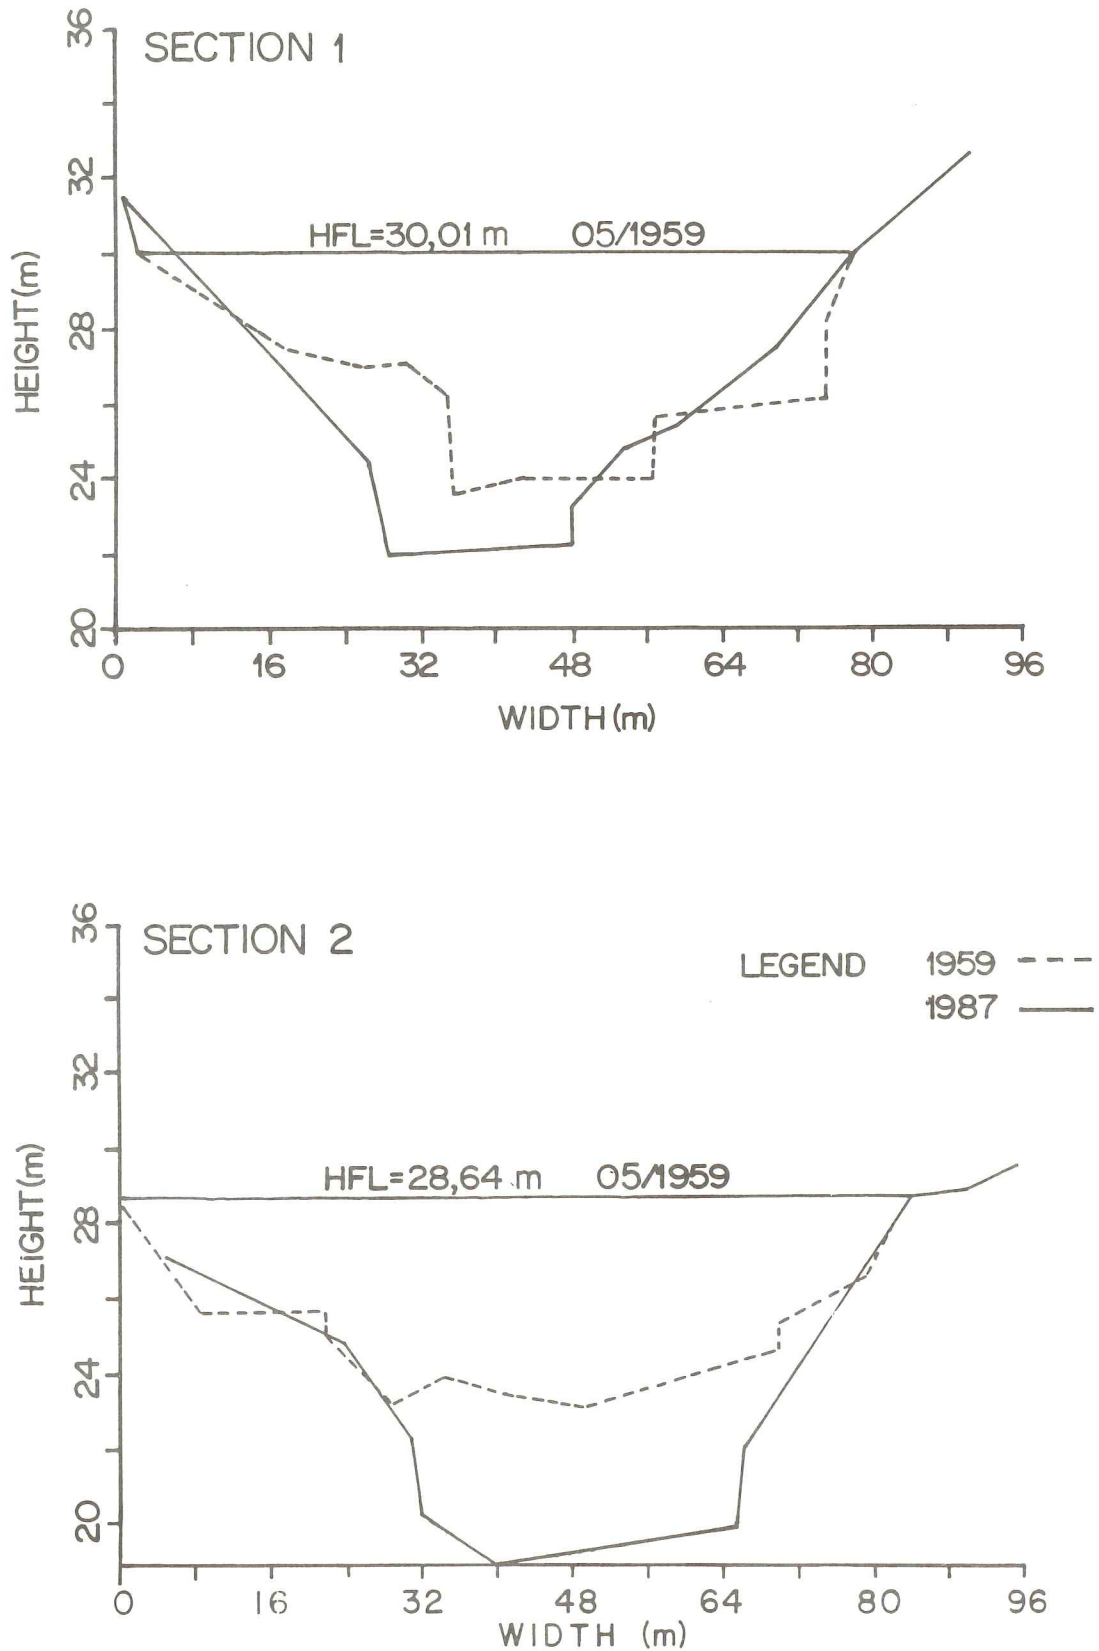 SECTION 1
36
32
28
24
20
HEIGHT (m)
HFL=30,01 m 05/1959
0 16 32 48 64 80 96
WIDTH (m)
SECTION 2
LEGEND 1959
1987
36
32
28
24
20
HEIGHT (m)
HFL=28,64 m 05/1959
0 16 32 48 64 80 96
WIDTH (m)